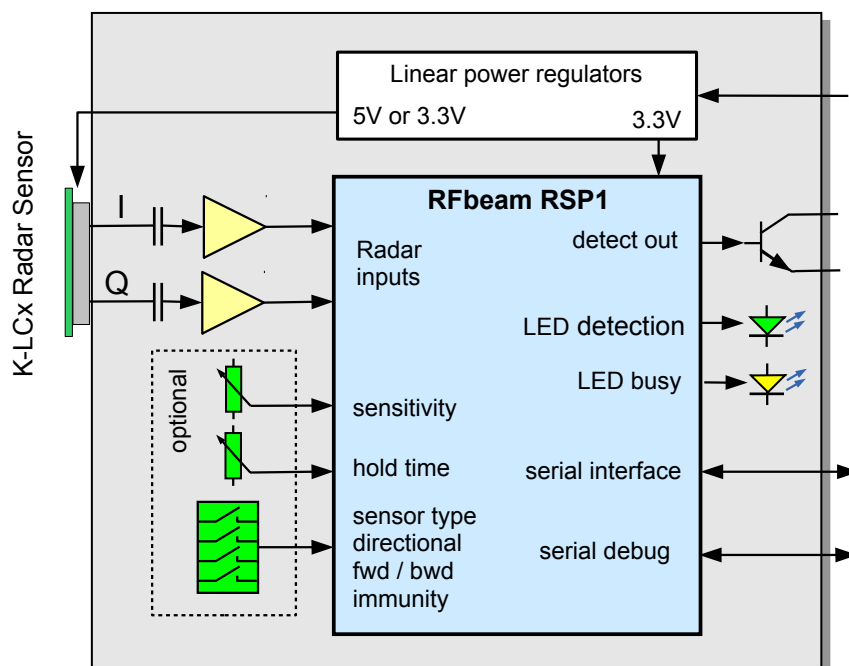 Linear power regulators
5V or 3.3V
3.3V
K-LCx Radar Sensor
I
Q
RFbeam RSP1
Radar
inputs
detect out
LED detection
LED busy
optional
sensitivity
hold time
serial interface
sensor type
directional
fwd / bwd
immunity
serial debug